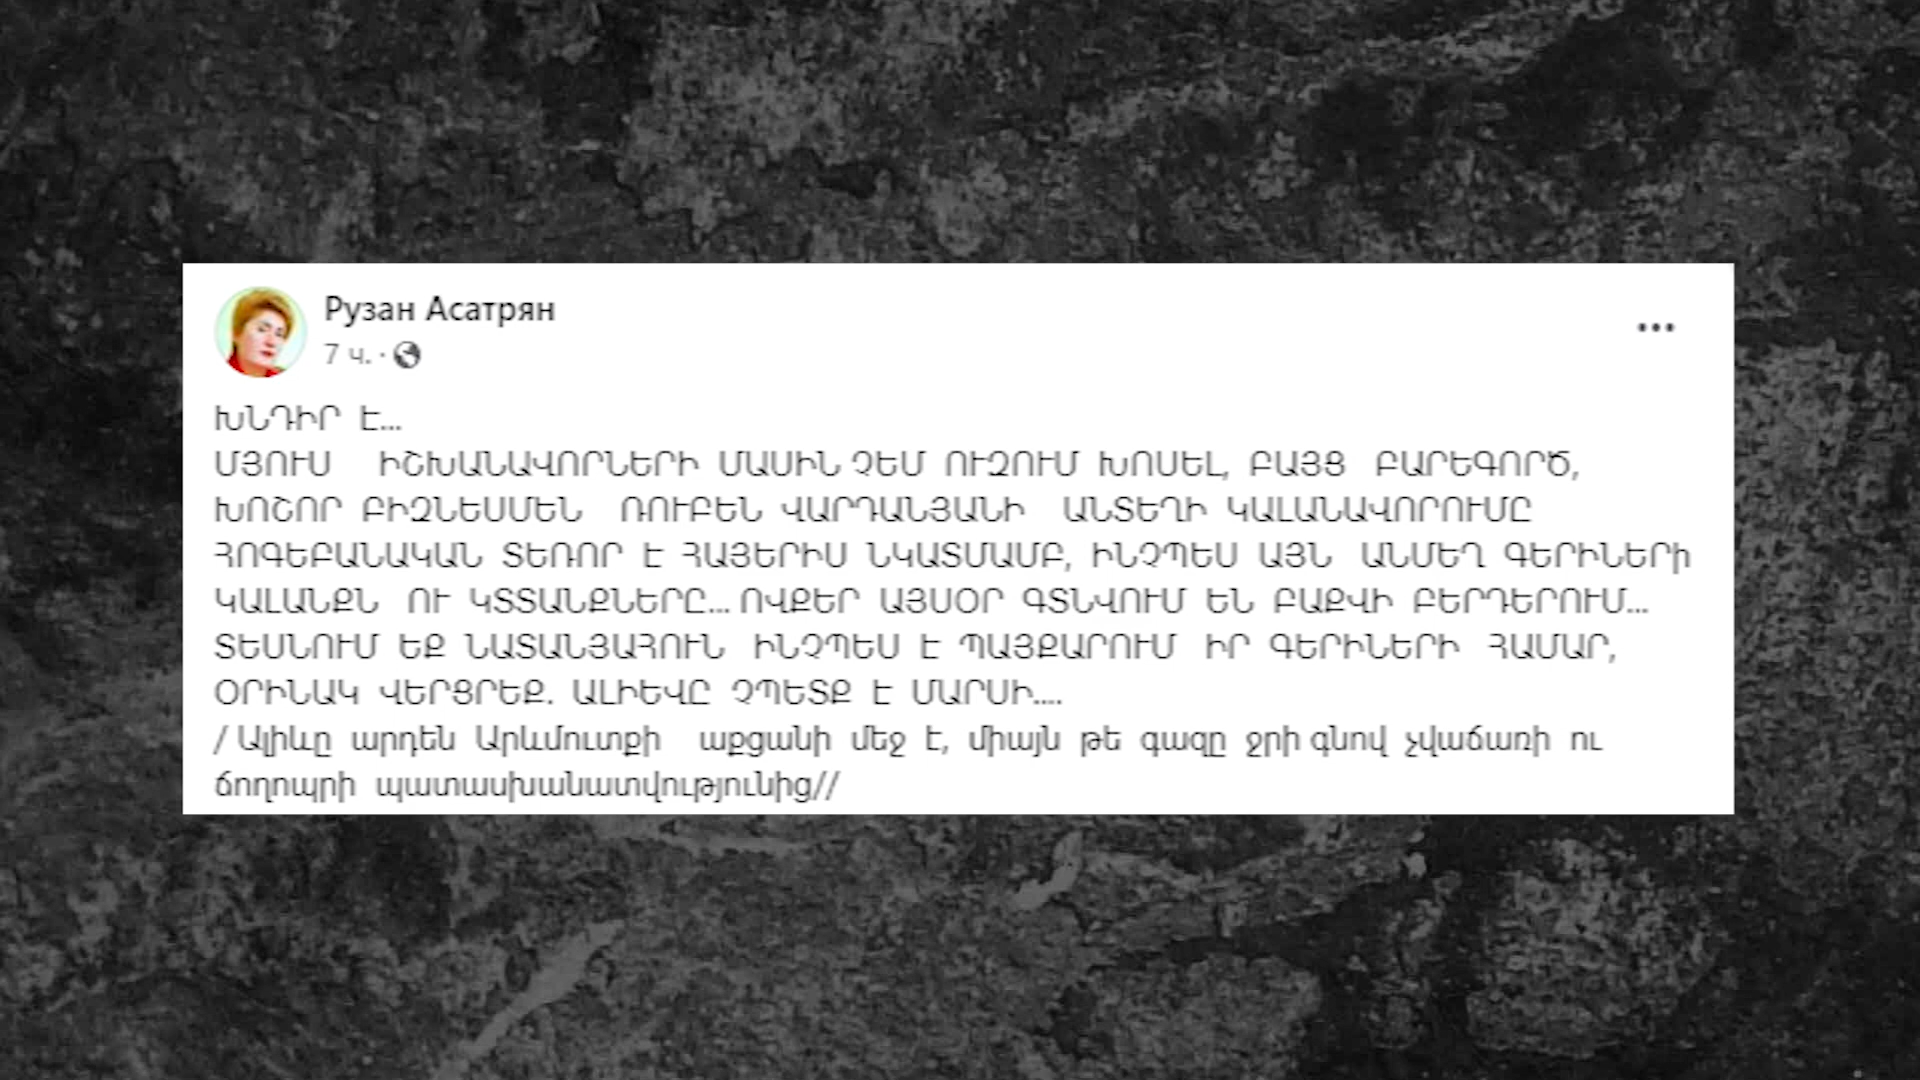 Рузан Асатрян
7 ч. ·
ԽՆԴԻՐ Է...
ՄՅՈՒՍ ԻՇԽԱՆԱՎՈՐՆԵՐԻ ՄԱՍԻՆ ՉԵՄ ՈՒԶՈՒՄ ԽՈՍԵԼ, ԲԱՅՑ ԲԱՐԵԳՈՐԾ,
ԽՈՇՈՐ ԲԻԶՆԵՍՄԵՆ ՌՈՒԲԵՆ ՎԱՐԴԱՆՅԱՆԻ ԱՆՏԵՂԻ ԿԱԼԱՆԱՎՈՐՈՒՄԸ
ՀՈԳԵԲԱՆԱԿԱՆ ՏԵՌՈՐ Է ՀԱՅԵՐԻՍ ՆԿԱՏՄԱՄԲ, ԻՆՉՊԵՍ ԱՅՆ ԱՆՄԵՂ ԳԵՐԻՆԵՐի
ԿԱԼԱՆՔՆ ՈՒ ԿՏՏԱՆՔՆԵՐԸ... ՈՎՔԵՐ ԱՅՍՕՐ ԳՏՆՎՈՒՄ ԵՆ ԲԱՔՎԻ ԲԵՐԴԵՐՈՒՄ...
ՏԵՍՆՈՒՄ ԵՔ ՆԱՏԱՆՅԱՀՈՒՆ ԻՆՉՊԵՍ Է ՊԱՅՔԱՐՈՒՄ ԻՐ ԳԵՐԻՆԵՐԻ ՀԱՄԱՐ,
ՕՐԻՆԱԿ ՎԵՐՑՐԵՔ. ԱԼԻԵՎԸ ՉՊԵՏՔ Է ՄԱՐՍԻ....
/ Ալիևը արդեն Արևմուտքի աքցանի մեջ է, միայն թե գազը ջրի գնով չվաճառի ու
ճողոպրի պատասխանատվությունից//